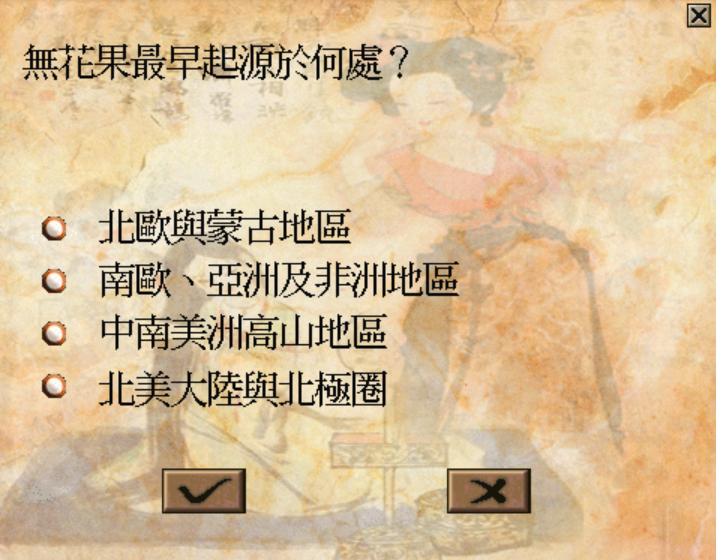 無花果最早起源於何處？
北歐與蒙古地區
南歐、亞洲及非洲地區
中南美洲高山地區
北美大陸與北極圈